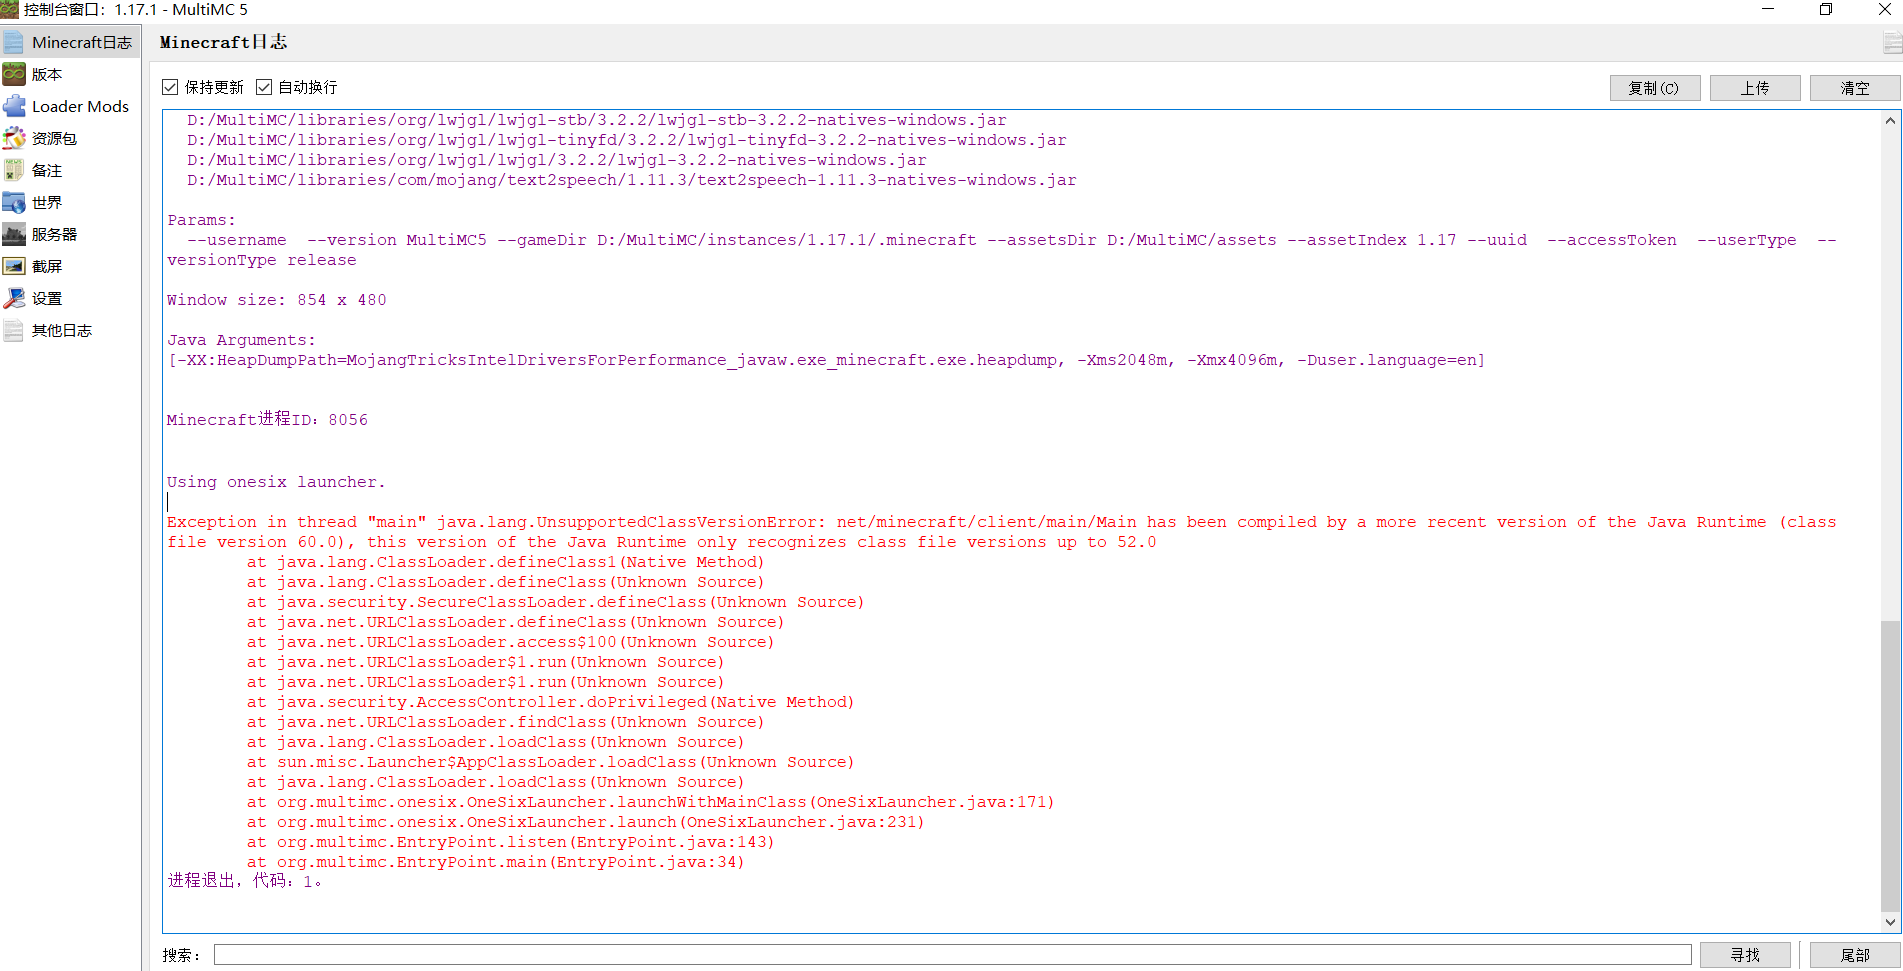 控制台窗口：1.17.1 - MultiMC 5
Minecraft日志
版本
Loader Mods
资源包
备注
世界
服务器
截屏
设置
其他日志
Minecraft日志
保持更新 自动换行
复制(C) 上传 清空
D:/MultiMC/libraries/org/lwjgl/lwjgl-stb/3.2.2/lwjgl-stb-3.2.2-natives-windows.jar
D:/MultiMC/libraries/org/lwjgl/lwjgl-tinyfd/3.2.2/lwjgl-tinyfd-3.2.2-natives-windows.jar
D:/MultiMC/libraries/org/lwjgl/lwjgl/3.2.2/lwjgl-3.2.2-natives-windows.jar
D:/MultiMC/libraries/com/mojang/text2speech/1.11.3/text2speech-1.11.3-natives-windows.jar
Params:
--username  --version MultiMC5 --gameDir D:/MultiMC/instances/1.17.1/.minecraft --assetsDir D:/MultiMC/assets --assetIndex 1.17 --uuid  --accessToken  --userType  --
versionType release
Window size: 854 x 480
Java Arguments:
[-XX:HeapDumpPath=MojangTricksIntelDriversForPerformance_javaw.exe_minecraft.exe.heapdump, -Xms2048m, -Xmx4096m, -Duser.language=en]
Minecraft进程ID：8056
Using onesix launcher.
Exception in thread "main" java.lang.UnsupportedClassVersionError: net/minecraft/client/main/Main has been compiled by a more recent version of the Java Runtime (class
file version 60.0), this version of the Java Runtime only recognizes class file versions up to 52.0
at java.lang.ClassLoader.defineClass1(Native Method)
at java.lang.ClassLoader.defineClass(Unknown Source)
at java.security.SecureClassLoader.defineClass(Unknown Source)
at java.net.URLClassLoader.defineClass(Unknown Source)
at java.net.URLClassLoader.access$100(Unknown Source)
at java.net.URLClassLoader$1.run(Unknown Source)
at java.net.URLClassLoader$1.run(Unknown Source)
at java.security.AccessController.doPrivileged(Native Method)
at java.net.URLClassLoader.findClass(Unknown Source)
at java.lang.ClassLoader.loadClass(Unknown Source)
at sun.misc.Launcher$AppClassLoader.loadClass(Unknown Source)
at java.lang.ClassLoader.loadClass(Unknown Source)
at org.multimc.onesix.OneSixLauncher.launchWithMainClass(OneSixLauncher.java:171)
at org.multimc.onesix.OneSixLauncher.launch(OneSixLauncher.java:231)
at org.multimc.EntryPoint.listen(EntryPoint.java:143)
at org.multimc.EntryPoint.main(EntryPoint.java:34)
进程退出，代码：1。
搜索： 寻找 尾部